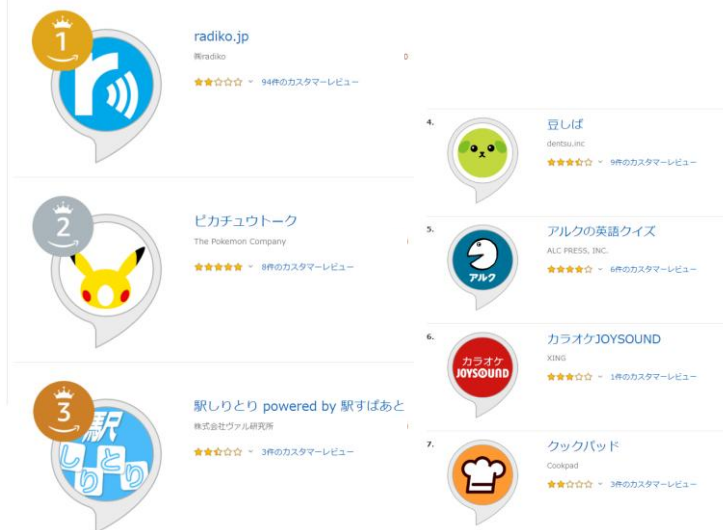 1
radiko.jp
㈱radiko
★★☆☆☆ 94件のカスタマーレビュー
2
ピカチュウトーク
The Pokemon Company
★★★★★ 8件のカスタマーレビュー
3
駅しりとり
駅しりとり powered by 駅すぱあと
株式会社ヴァル研究所
3件のカスタマーレビュー
4.
豆しば
dentsu.inc
9件のカスタマーレビュー
5.
アルク
アルクの英語クイズ
ALC PRESS, INC.
★★★★☆ 6件のカスタマーレビュー
6.
カラオケ
JOYSOUND
カラオケJOYSOUND
XING
★★★☆☆ 1件のカスタマーレビュー
7.
クックパッド
Cookpad
★★☆☆☆ 3件のカスタマーレビュー